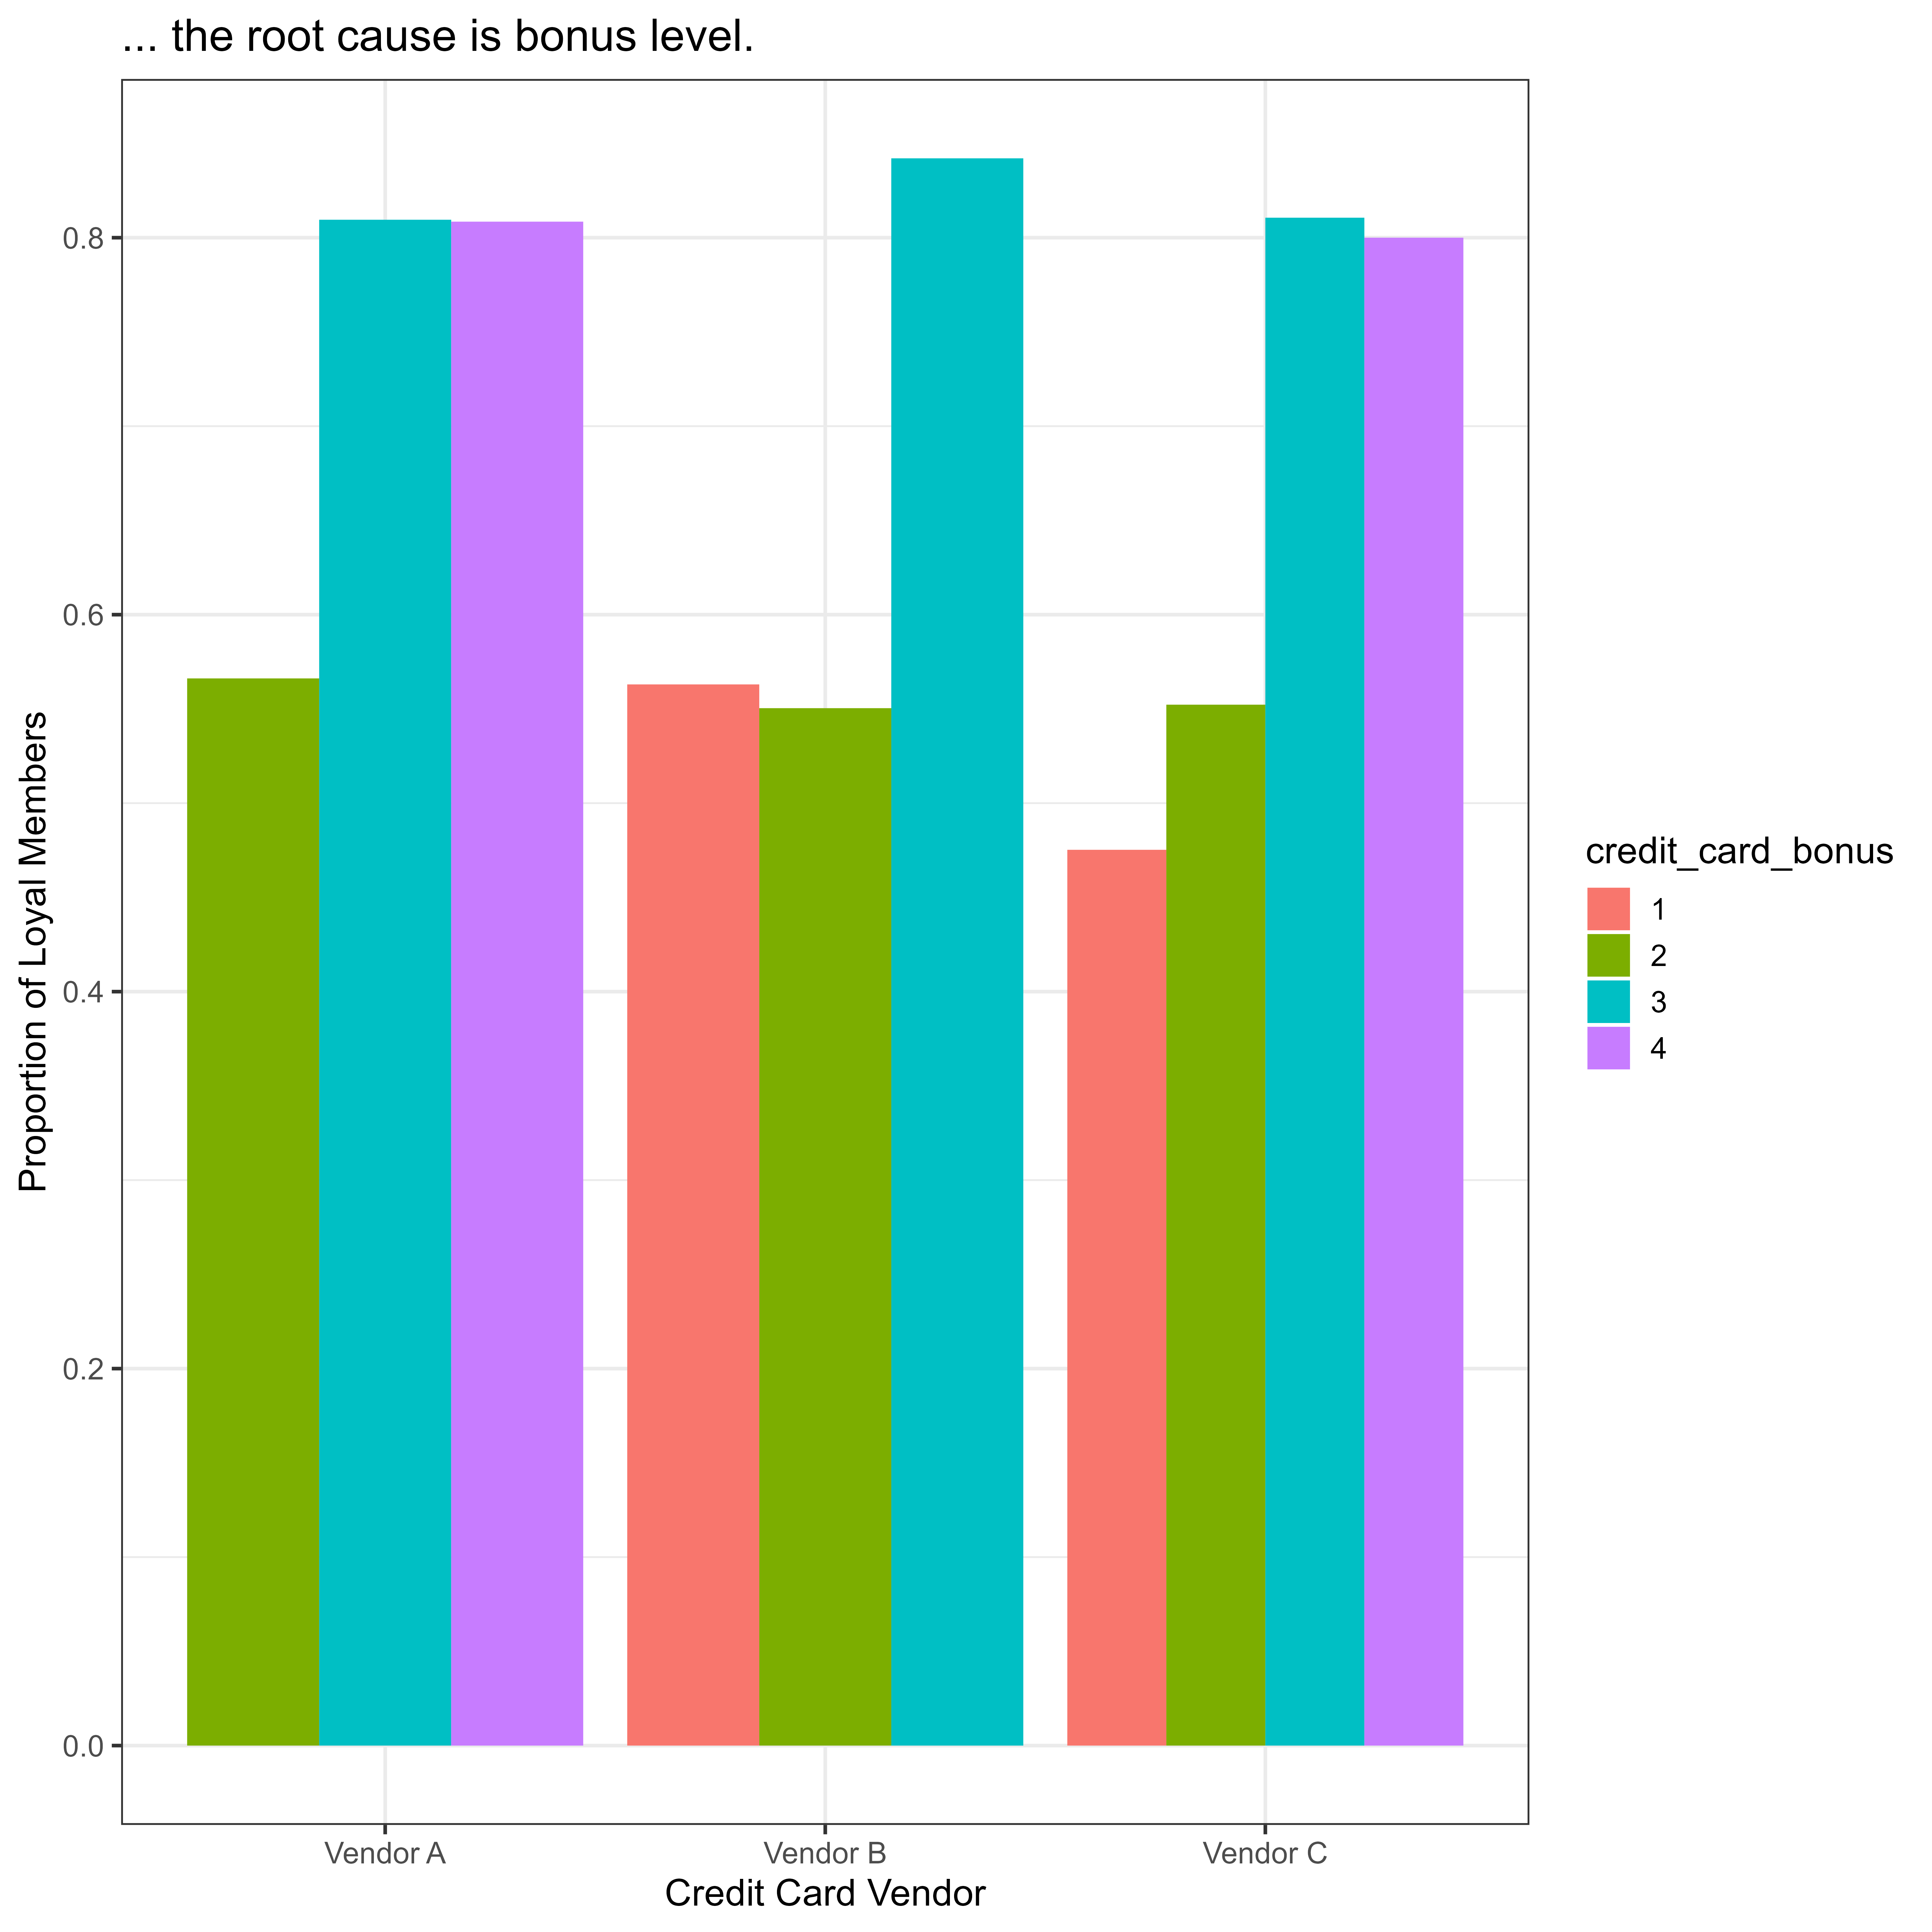 ... the root cause is bonus level.
Proportion of Loyal Members
0.8
0.6
0.4
0.2
0.0
Vendor A
Vendor B
Vendor C
Credit Card Vendor
credit_card_bonus
1
2
3
4